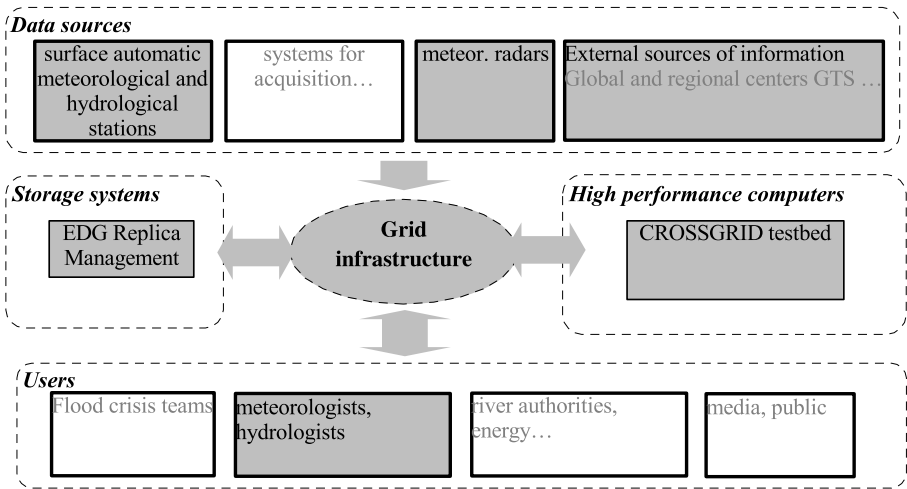 Data sources
surface automatic
meteorological and
hydrological
stations
systems for
acquisition…
meteor. radars
External sources of information
Global and regional centers GTS …
Storage systems
EDG Replica
Management
Grid
infrastructure
High performance computers
CROSSGRID testbed
Users
Flood crisis teams
meteorologists,
hydrologists
river authorities,
energy…
media, public